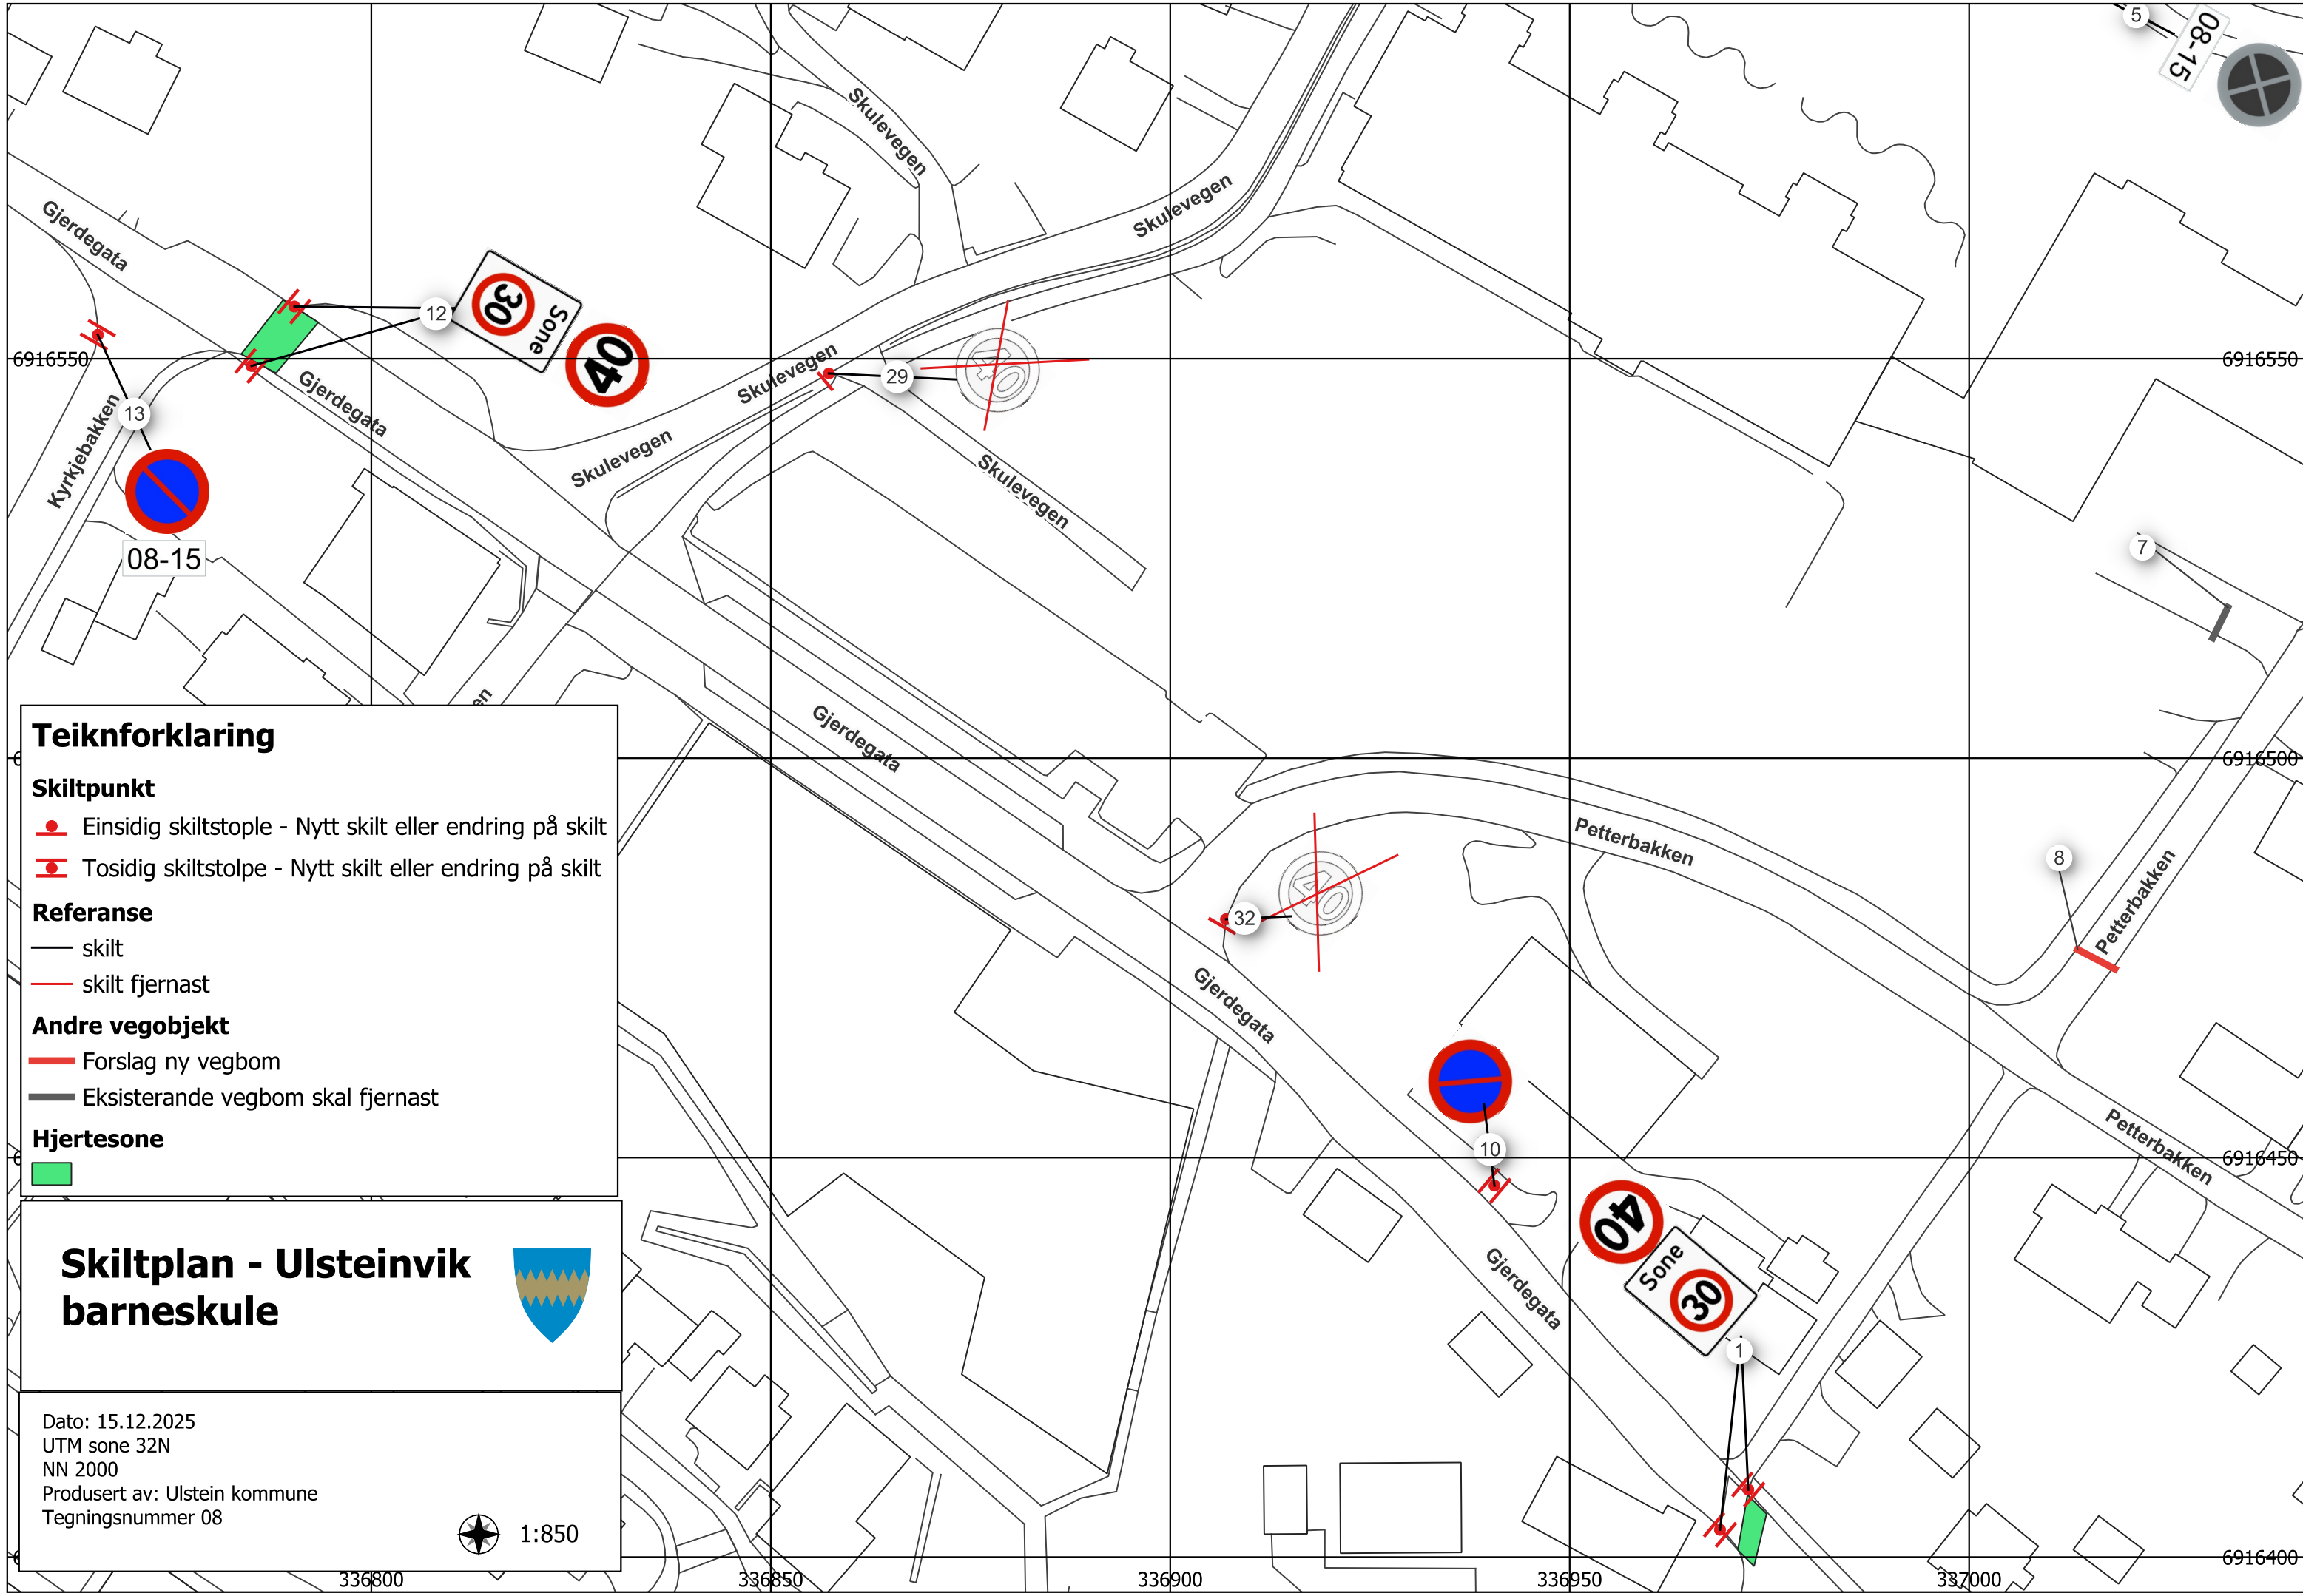 5
08-15
Skulevegen
Skulevegen
Gjerdegata
12
30
Sone
40
6916550
6916550
Skulevegen
29
40
13
Gjerdegata
Kyrkjebakken
Skulevegen
Skulevegen
08-15
7
en
Teiknforklaring
Skiltpunkt
Einsidig skiltstople - Nytt skilt eller endring på skilt
Tosidig skiltstolpe - Nytt skilt eller endring på skilt
Referanse
skilt
skilt fjernast
Andre vegobjekt
Forslag ny vegbom
Eksisterande vegbom skal fjernast
Hjertesone
Gjerdegata
6916500
Petterbakken
8
Petterbakken
40
32
Gjerdegata
10
Petterbakken
6916450
40
Sone
30
Gjerdegata
1
Skiltplan - Ulsteinvik
barneskule
Dato: 15.12.2025
UTM sone 32N
NN 2000
Produsert av: Ulstein kommune
Tegningsnummer 08
1:850
6916400
336800
336850
336900
336950
337000